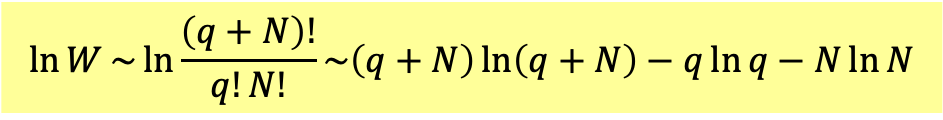 ln 𝑊 ~ ln (𝑞 + 𝑁)! / 𝑞! 𝑁! ~(𝑞 + 𝑁) ln(𝑞 + 𝑁) − 𝑞 ln 𝑞 − 𝑁 ln 𝑁